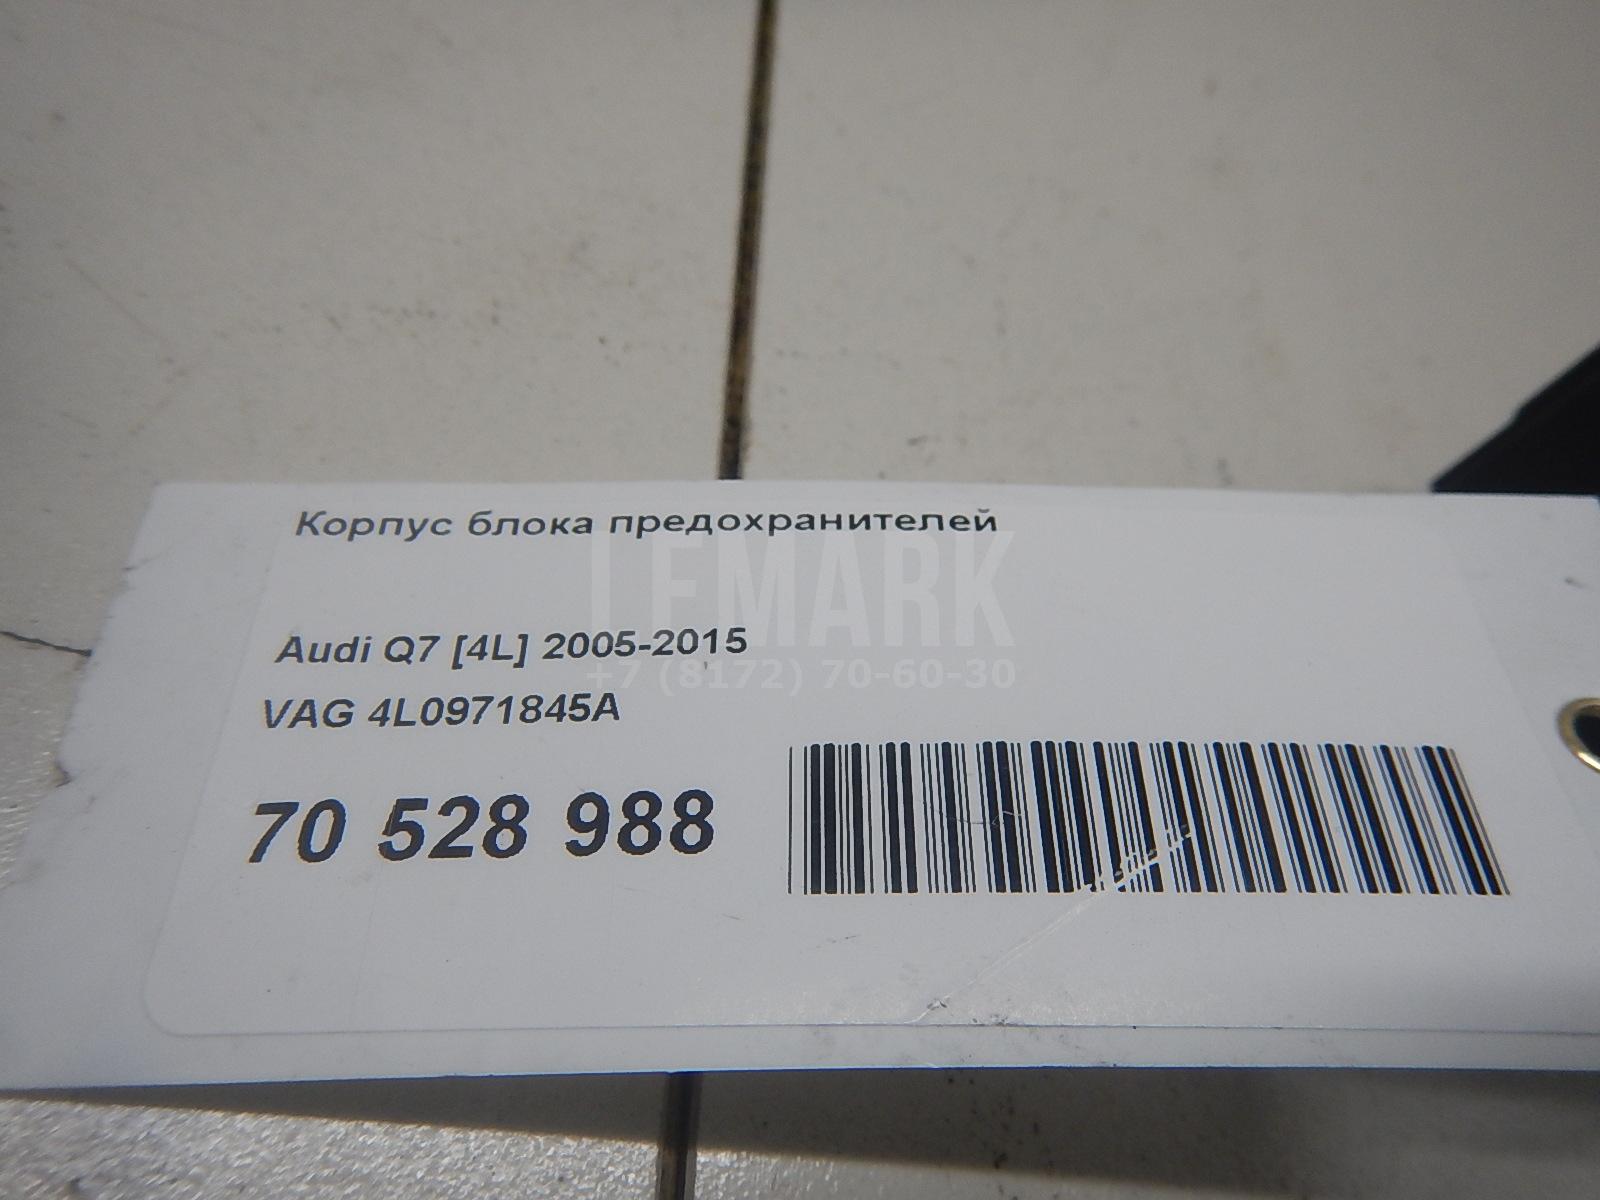 Корпус блока предохранителей
LEMARK
Audi Q7 [4L] 2005-2015
+7 (8172) 70-60-30
VAG 4L0971845A
70 528 988